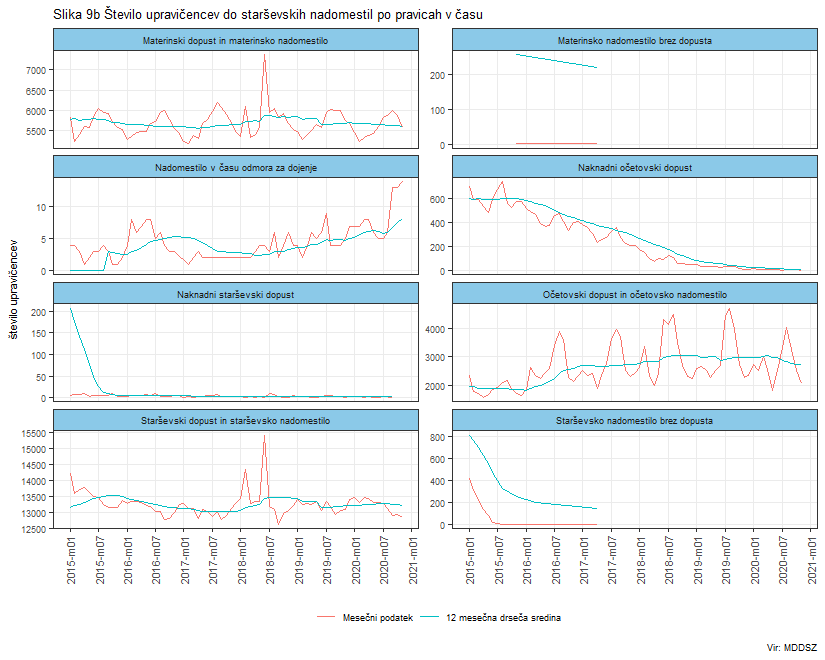 Slika 9b Število upravičencev do starševskih nadomestil po pravicah v času
število upravičencev
Materinski dopust in materinsko nadomestilo
7000
6500
6000
5500
Materinsko nadomestilo brez dopusta
200
100
0
Nadomestilo v času odmora za dojenje
10
5
0
Naknadni očetovski dopust
600
400
200
0
Naknadni starševski dopust
200
150
100
50
0
Očetovski dopust in očetovsko nadomestilo
4000
3000
2000
Starševski dopust in starševsko nadomestilo
15500
15000
14500
14000
13500
13000
12500
Starševsko nadomestilo brez dopusta
800
600
400
200
0
2015-m01
2015-m07
2016-m01
2016-m07
2017-m01
2017-m07
2018-m01
2018-m07
2019-m01
2019-m07
2020-m01
2020-m07
2021-m01
2015-m01
2015-m07
2016-m01
2016-m07
2017-m01
2017-m07
2018-m01
2018-m07
2019-m01
2019-m07
2020-m01
2020-m07
2021-m01
Mesečni podatek
12 mesečna drseča sredina
Vir: MDDSZ